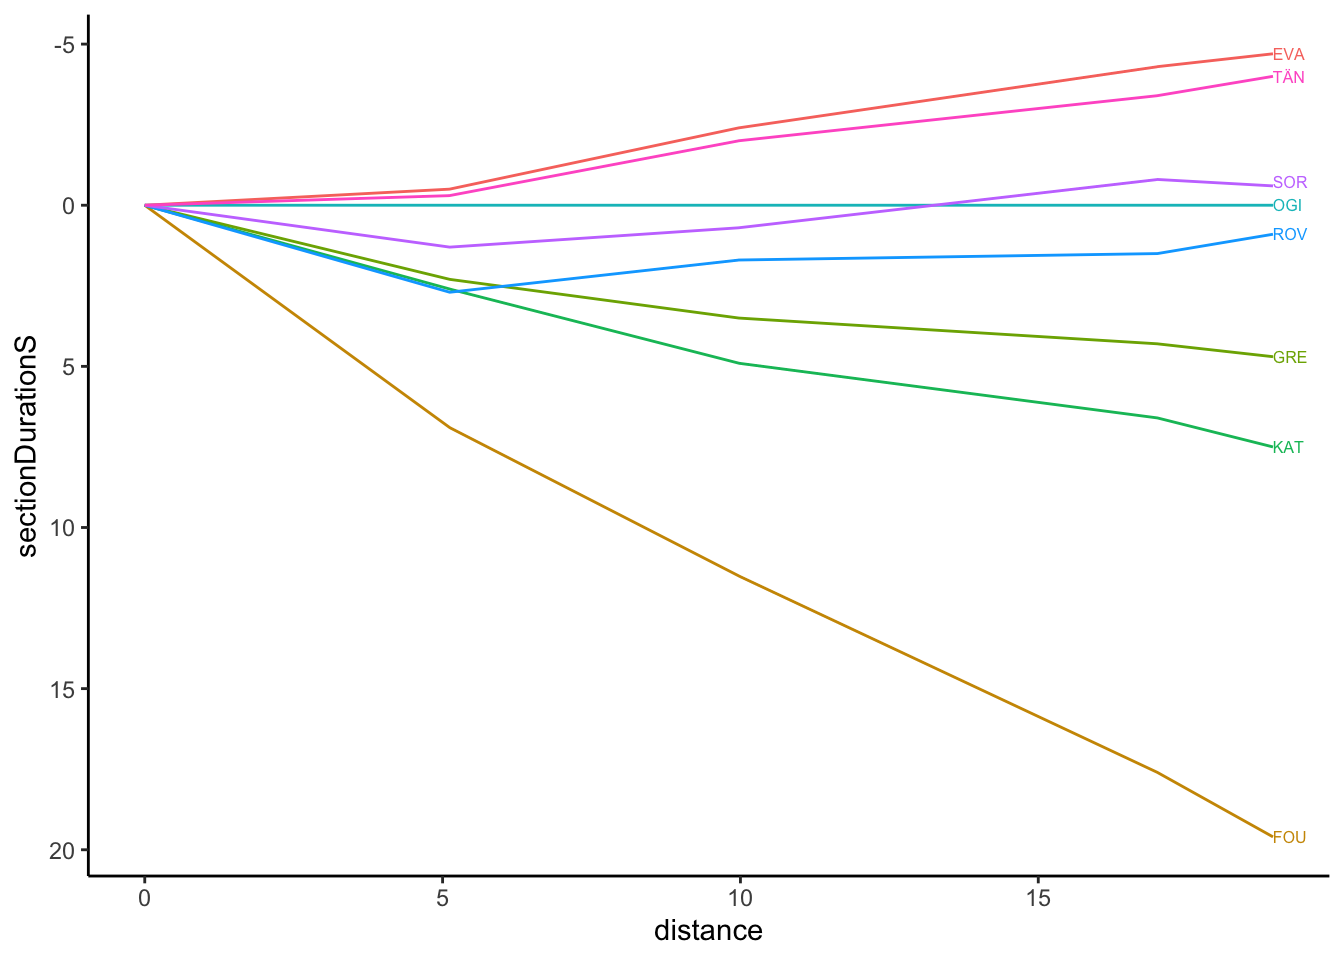 -5
0
5
10
15
20
sectionDurationS
0
5
10
15
distance
EVA
TÄN
SOR
OGI
ROV
GRE
KAT
FOU